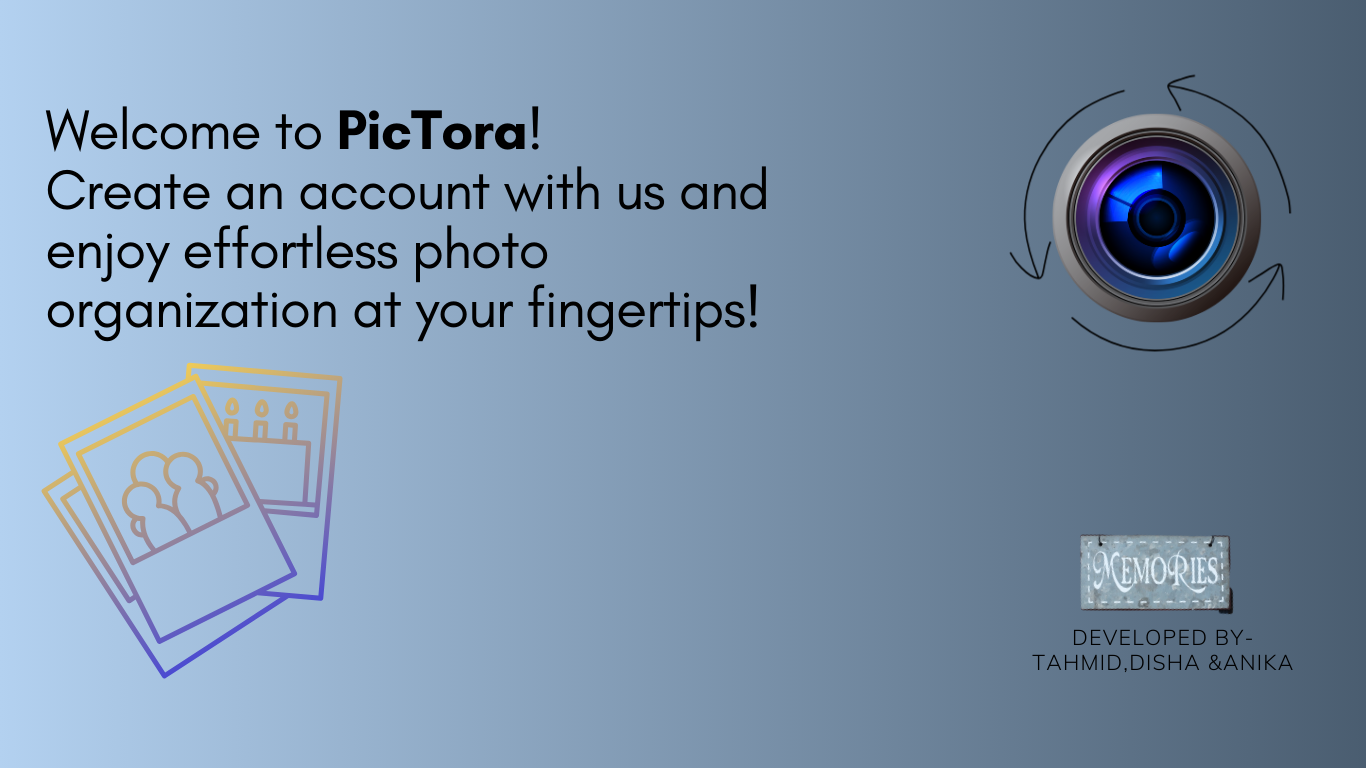 Welcome to PicTora!
Create an account with us and
enjoy effortless photo
organization at your fingertips!
MEMORIES
DEVELOPED BY-
TAHMID,DISHA &ANIKA